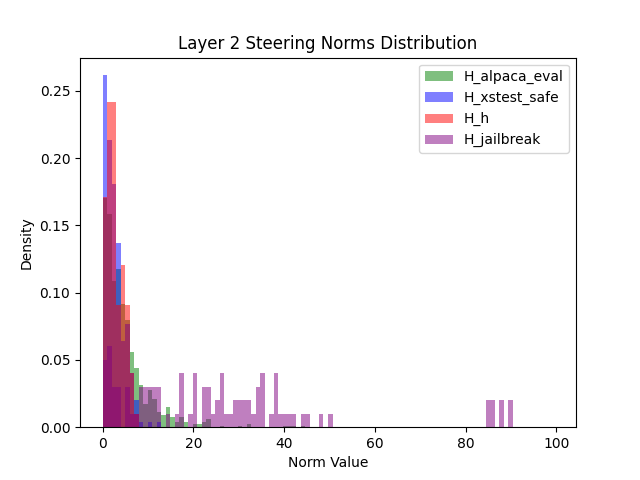 Layer 2 Steering Norms Distribution
H_alpaca_eval
H_xstest_safe
H_h
H_jailbreak
0.25
0.20
0.15
0.10
0.05
0.00
Density
0 20 40 60 80 100
Norm Value